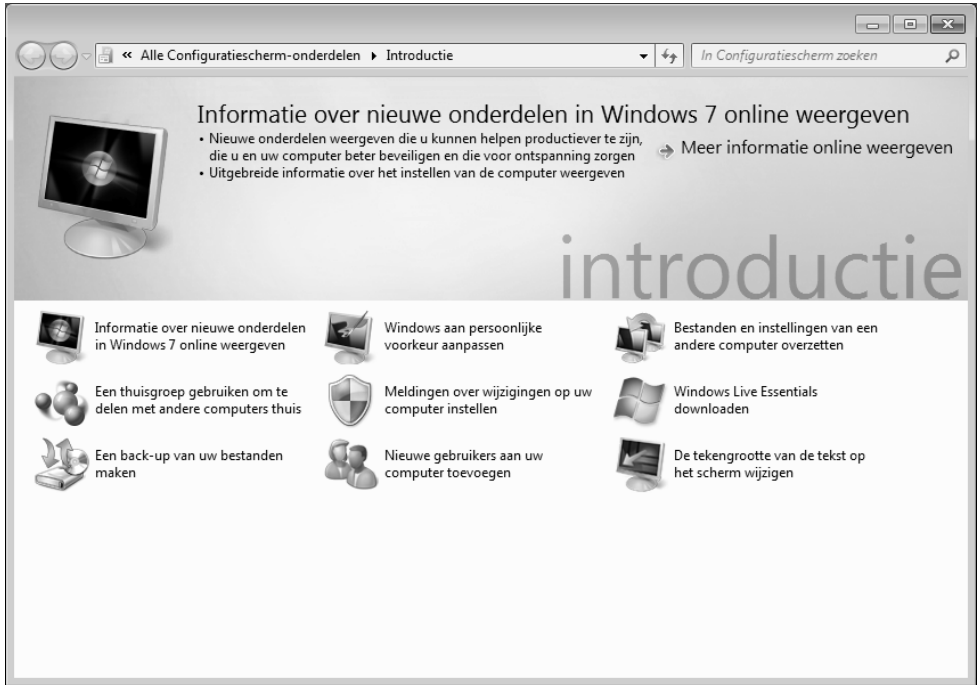 « Alle Configuratiescherm-onderdelen Introductie
In Configuratiescherm zoeken
Informatie over nieuwe onderdelen in Windows 7 online weergeven
• Nieuwe onderdelen weergeven die u kunnen helpen productiever te zijn,
die u en uw computer beter beveiligen en die voor ontspanning zorgen
• Uitgebreide informatie over het instellen van de computer weergeven
Meer informatie online weergeven
introductie
Informatie over nieuwe onderdelen
in Windows 7 online weergeven
Windows aan persoonlijke
voorkeur aanpassen
Bestanden en instellingen van een
andere computer overzetten
Een thuisgroep gebruiken om te
delen met andere computers thuis
Meldingen over wijzigingen op uw
computer instellen
Windows Live Essentials
downloaden
Een back-up van uw bestanden
maken
Nieuwe gebruikers aan uw
computer toevoegen
De tekengrootte van de tekst op
het scherm wijzigen